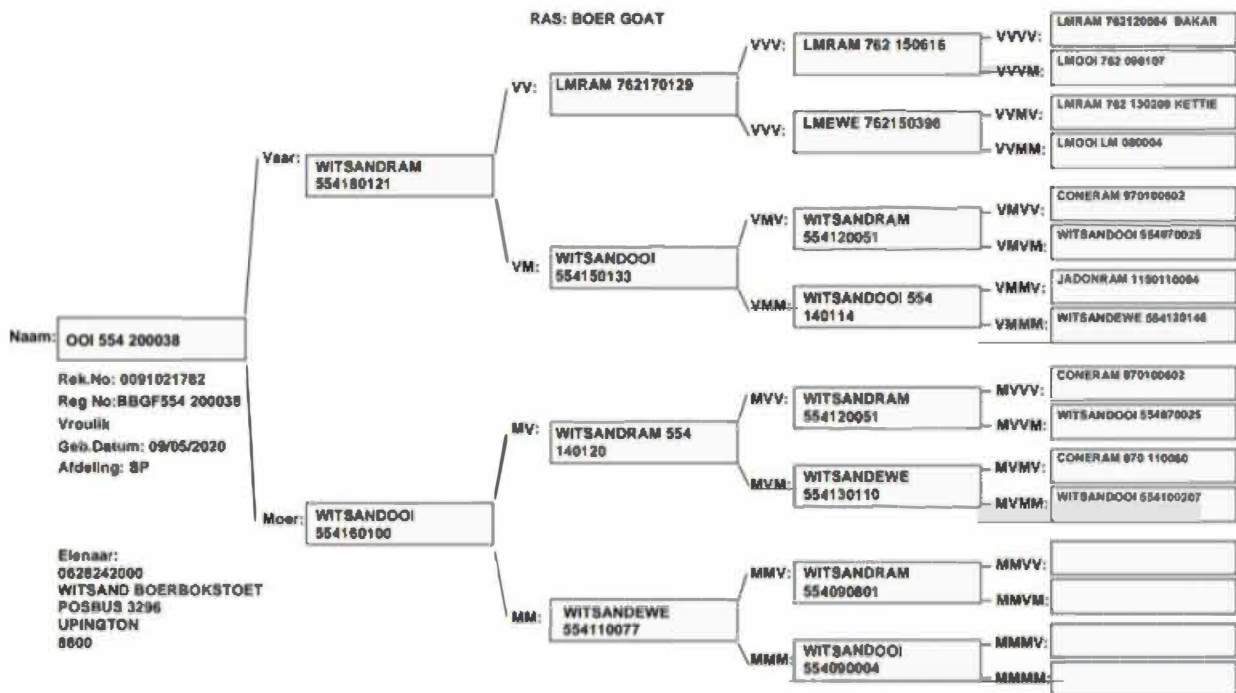 RAS: BOER GOAT
Naam:
OOI 554 200038
Rek.No: 0091021782
Reg No:BBGF554 200038
Vroulik
Geb.Datum: 09/05/2020
Afdeling: SP
Eienaar:
0628242000
WITSAND BOERBOKSTOET
POSBUS 3296
UPINGTON
8800
Vaar:
WITSANDRAM
554180121
Moer:
WITSANDOOI
554160100
VV:
LMRAM 762170129
VM:
WITSANDOOI
554150133
MV:
WITSANDRAM 554
140120
MM:
WITSANDEWE
554110077
VVV:
LMRAM 762 150616
VVV:
LMEWE 762150396
VMV:
WITSANDRAM
554120051
VMM:
WITSANDOOI 554
140114
MVV:
WITSANDRAM
554120051
MVM:
WITSANDEWE
554130110
MMV:
WITSANDRAM
554090801
MMM:
WITSANDOOI
554090004
VVVV:
LMRAM 762120064 BAKAR
VVVM:
LMOOI 762 098107
VVMV:
LMRAM 762 130209 KETTIE
VVMM:
LMOOI LM 080004
VMVV:
CONERAM 970100602
VMVM:
WITSANDOOI 554070025
VMMV:
JADONRAM 1190110094
VMMM:
WITSANDEWE 554130146
MVVV:
CONERAM 970100602
MVVM:
WITSANDOOI 554070025
MVMV:
CONERAM 970 110060
MVMM:
WITSANDOOI 554100207
MMVV:
MMVM:
MMMV:
MMMM: